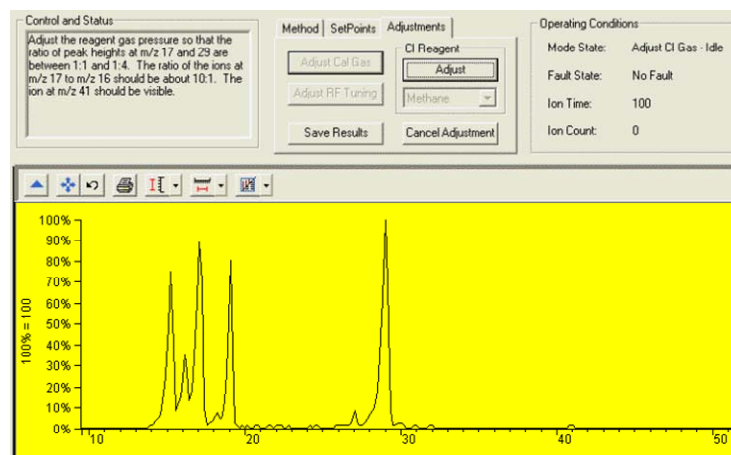 Control and Status
Adjust the reagent gas pressure so that the
ratio of peak heights at m/z 17 and 29 are
between 1:1 and 1:4. The ratio of the ions at
m/z 17 to m/z 16 should be about 10:1. The
ion at m/z 41 should be visible.
Method
SetPoints
Adjustments
Adjust Cal Gas
Adjust RF Tuning
Save Results
CI Reagent
Adjust
Methane
Cancel Adjustment
Operating Conditions
Mode State: Adjust CI Gas - Idle
Fault State: No Fault
Ion Time: 100
Ion Count: 0
100% = 100
100%
90%
80%
70%
60%
50%
40%
30%
20%
10%
0%
10 20 30 40 50